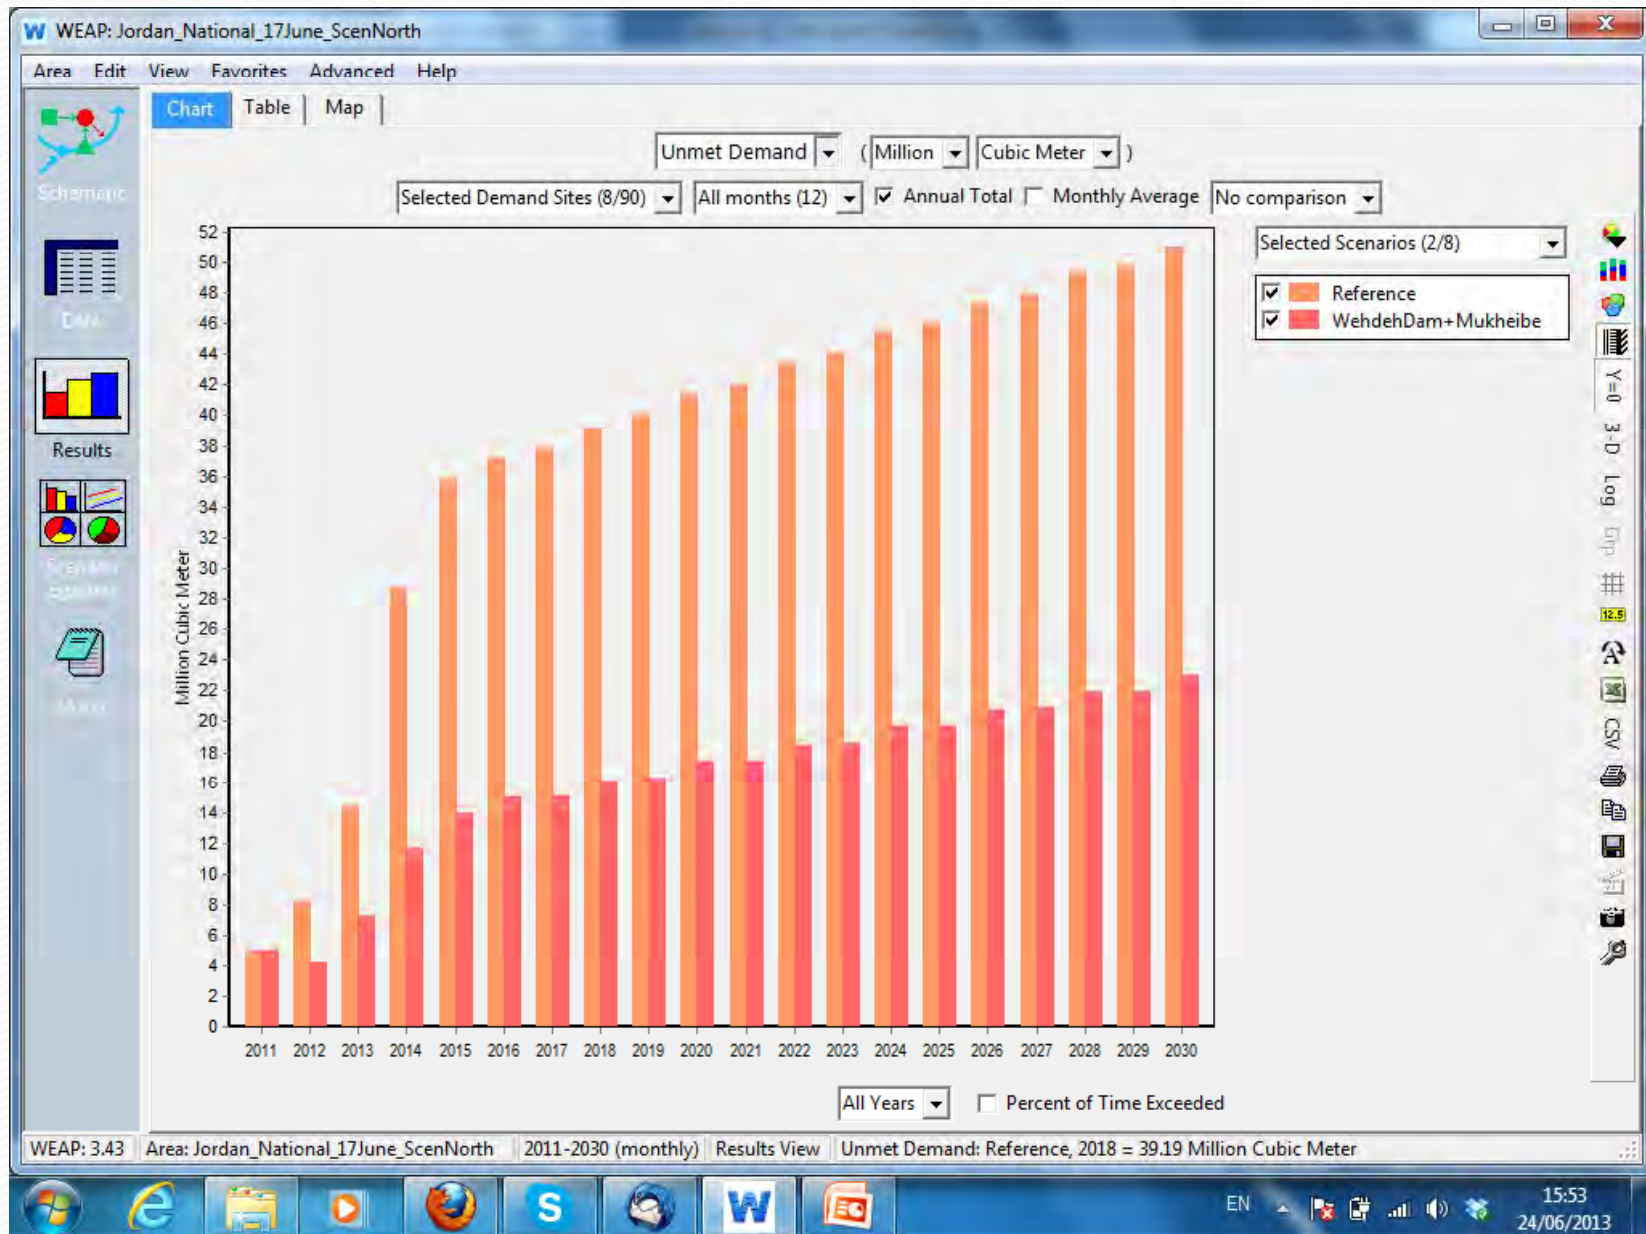 WEAP: Jordan_National_17June_ScenNorth
Area Edit View Favorites Advanced Help
Chart Table Map
Unmet Demand ( Million Cubic Meter )
Selected Demand Sites (8/90) All months (12) Annual Total Monthly Average No comparison
Selected Scenarios (2/8)
Reference
WehdehDam+Mukheibe
Schematic
Data
Results
Scenario
Explorer
Notes
Y=0
3-D
Log
Grp
12.5
A
CSV
Million Cubic Meter
52
50
48
46
44
42
40
38
36
34
32
30
28
26
24
22
20
18
16
14
12
10
8
6
4
2
0
2011 2012 2013 2014 2015 2016 2017 2018 2019 2020 2021 2022 2023 2024 2025 2026 2027 2028 2029 2030
All Years Percent of Time Exceeded
WEAP: 3.43 Area: Jordan_National_17June_ScenNorth 2011-2030 (monthly) Results View Unmet Demand: Reference, 2018 = 39.19 Million Cubic Meter
EN 15:53
24/06/2013